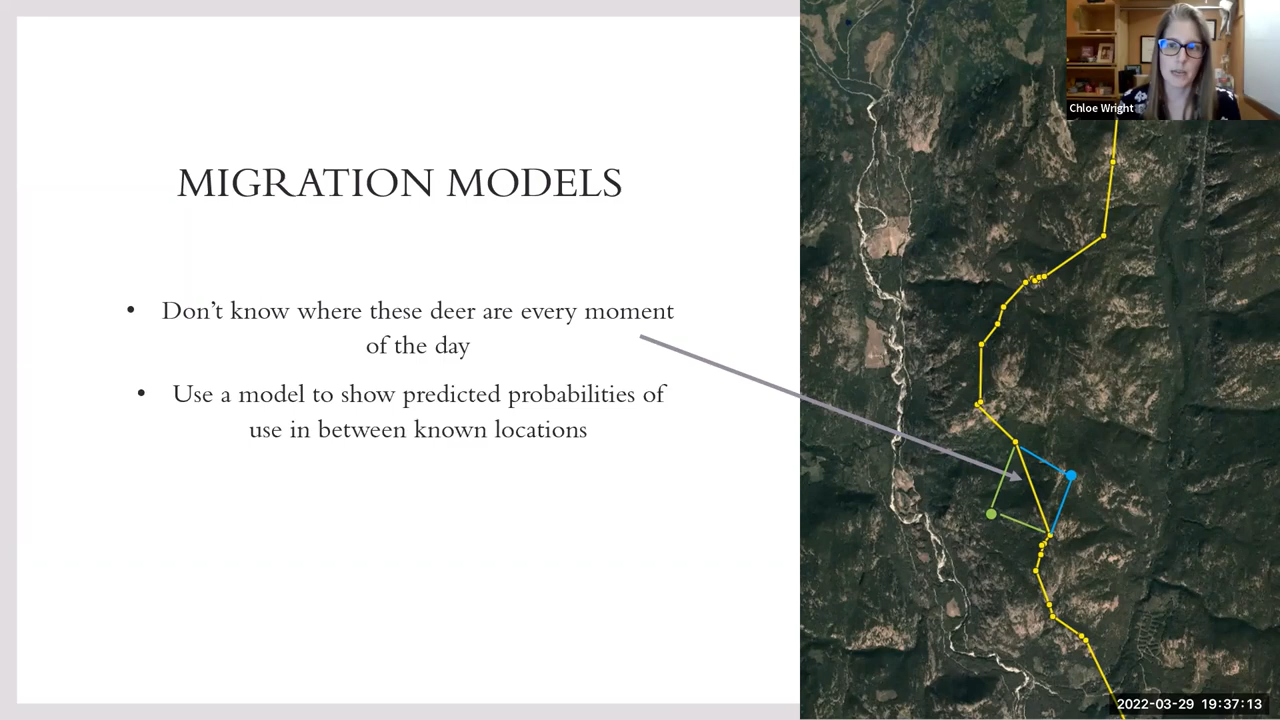 Chloe Wright
MIGRATION MODELS
• Don’t know where these deer are every moment
of the day
• Use a model to show predicted probabilities of
use in between known locations
2022-03-29 19:37:13